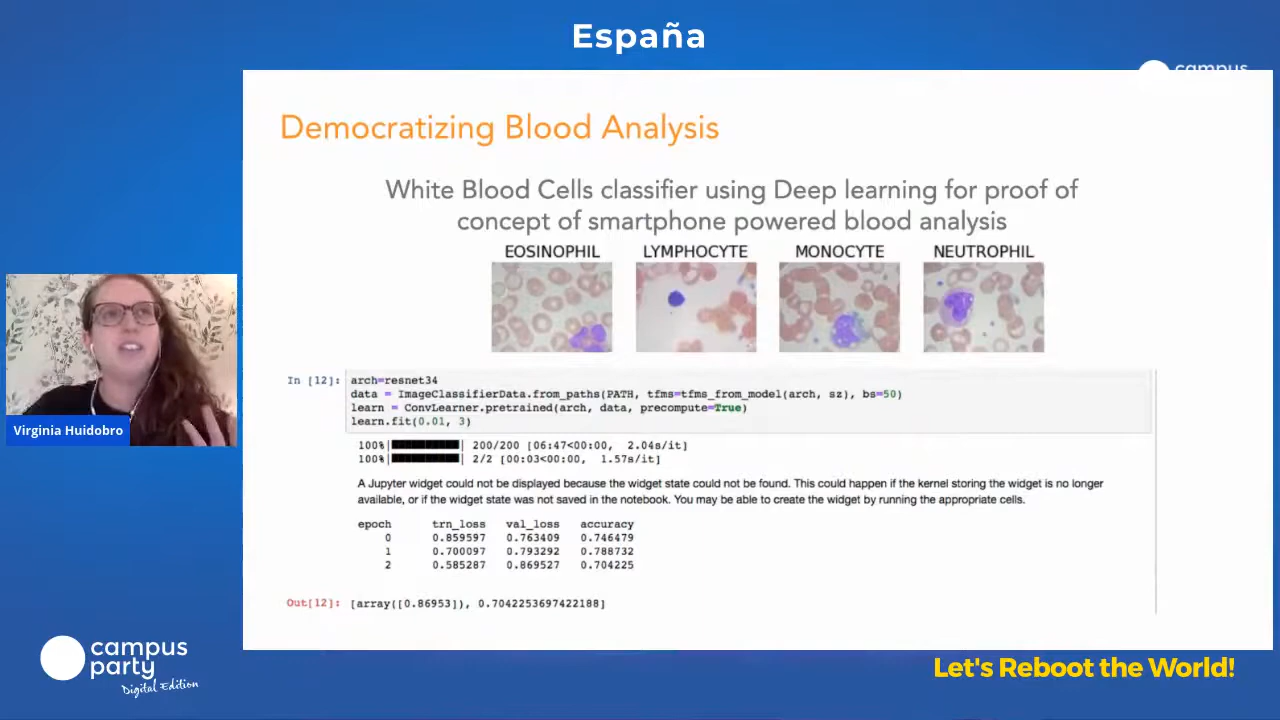 España
campus
Democratizing Blood Analysis
White Blood Cells classifier using Deep learning for proof of
concept of smartphone powered blood analysis
EOSINOPHIL LYMPHOCYTE MONOCYTE NEUTROPHIL
In [12]: arch=resnet34
data = ImageClassifierData.from_paths(PATH, tfms=tfms_from_model(arch, sz), bs=50)
learn = ConvLearner.pretrained(arch, data, precompute=True)
learn.fit(0.01, 3)
100%| 200/200 [06:47<00:00, 2.04s/it]
100%| 2/2 [00:03<00:00, 1.57s/it]
A Jupyter widget could not be displayed because the widget state could not be found. This could happen if the kernel storing the widget is no longer
available, or if the widget state was not saved in the notebook. You may be able to create the widget by running the appropriate cells.
epoch trn_loss val_loss accuracy
0 0.859597 0.763409 0.746479
1 0.700097 0.793292 0.788732
2 0.585287 0.869527 0.704225
Out[12]: [array([0.86953]), 0.7042253697422188]
Virginia Huidobro
campus
party
Digital Edition
Let's Reboot the World!